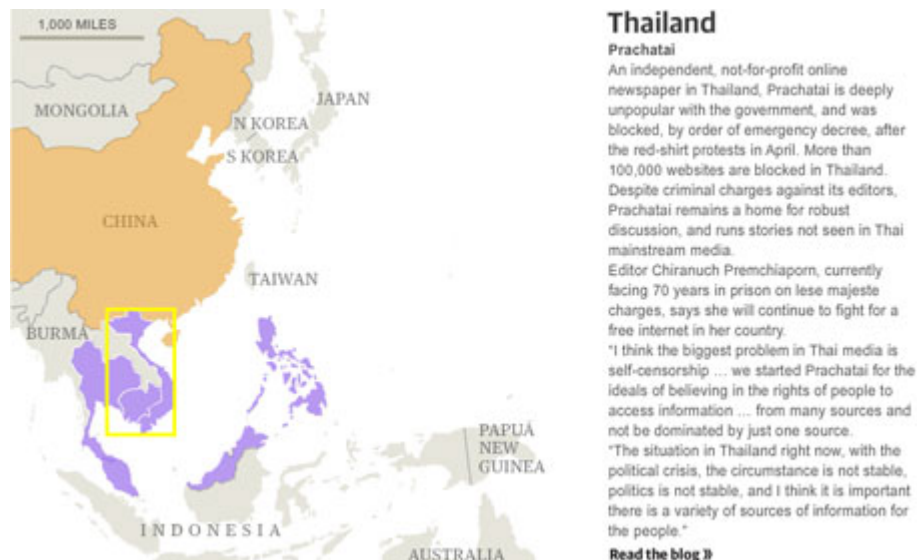 1,000 MILES
MONGOLIA
JAPAN
N KOREA
S KOREA
CHINA
TAIWAN
BURMA
PAPUA
NEW
GUINEA
INDONESIA
AUSTRALIA
Thailand
Prachatai
An independent, not-for-profit online
newspaper in Thailand, Prachatai is deeply
unpopular with the government, and was
blocked, by order of emergency decree, after
the red-shirt protests in April. More than
100,000 websites are blocked in Thailand.
Despite criminal charges against its editors,
Prachatai remains a home for robust
discussion, and runs stories not seen in Thai
mainstream media.
Editor Chiranuch Premchiaporn, currently
facing 70 years in prison on lese majeste
charges, says she will continue to fight for a
free internet in her country.
"I think the biggest problem in Thai media is
self-censorship ... we started Prachatai for the
ideals of believing in the rights of people to
access information ... from many sources and
not be dominated by just one source.
"The situation in Thailand right now, with the
political crisis, the circumstance is not stable,
politics is not stable, and I think it is important
there is a variety of sources of information for
the people."
Read the blog »